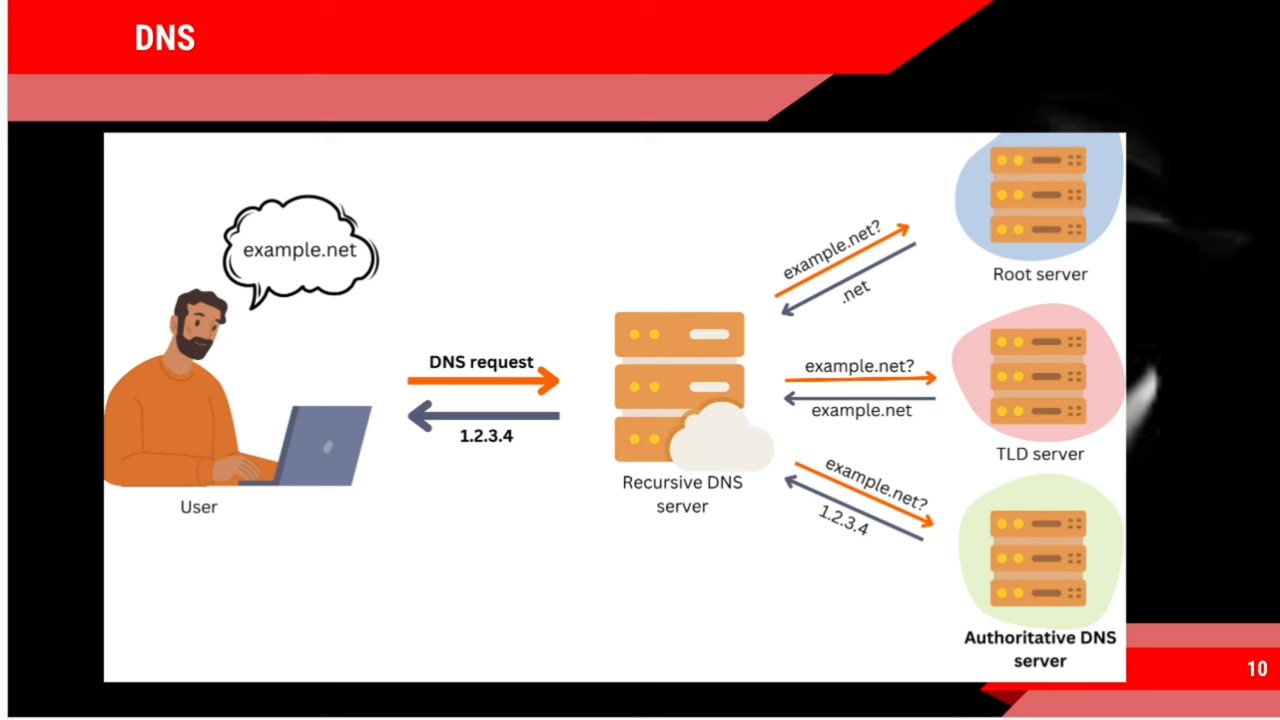 DNS
example.net
User
DNS request
1.2.3.4
Recursive DNS
server
example.net?
.net
Root server
example.net?
example.net
TLD server
example.net?
1.2.3.4
Authoritative DNS
server
10